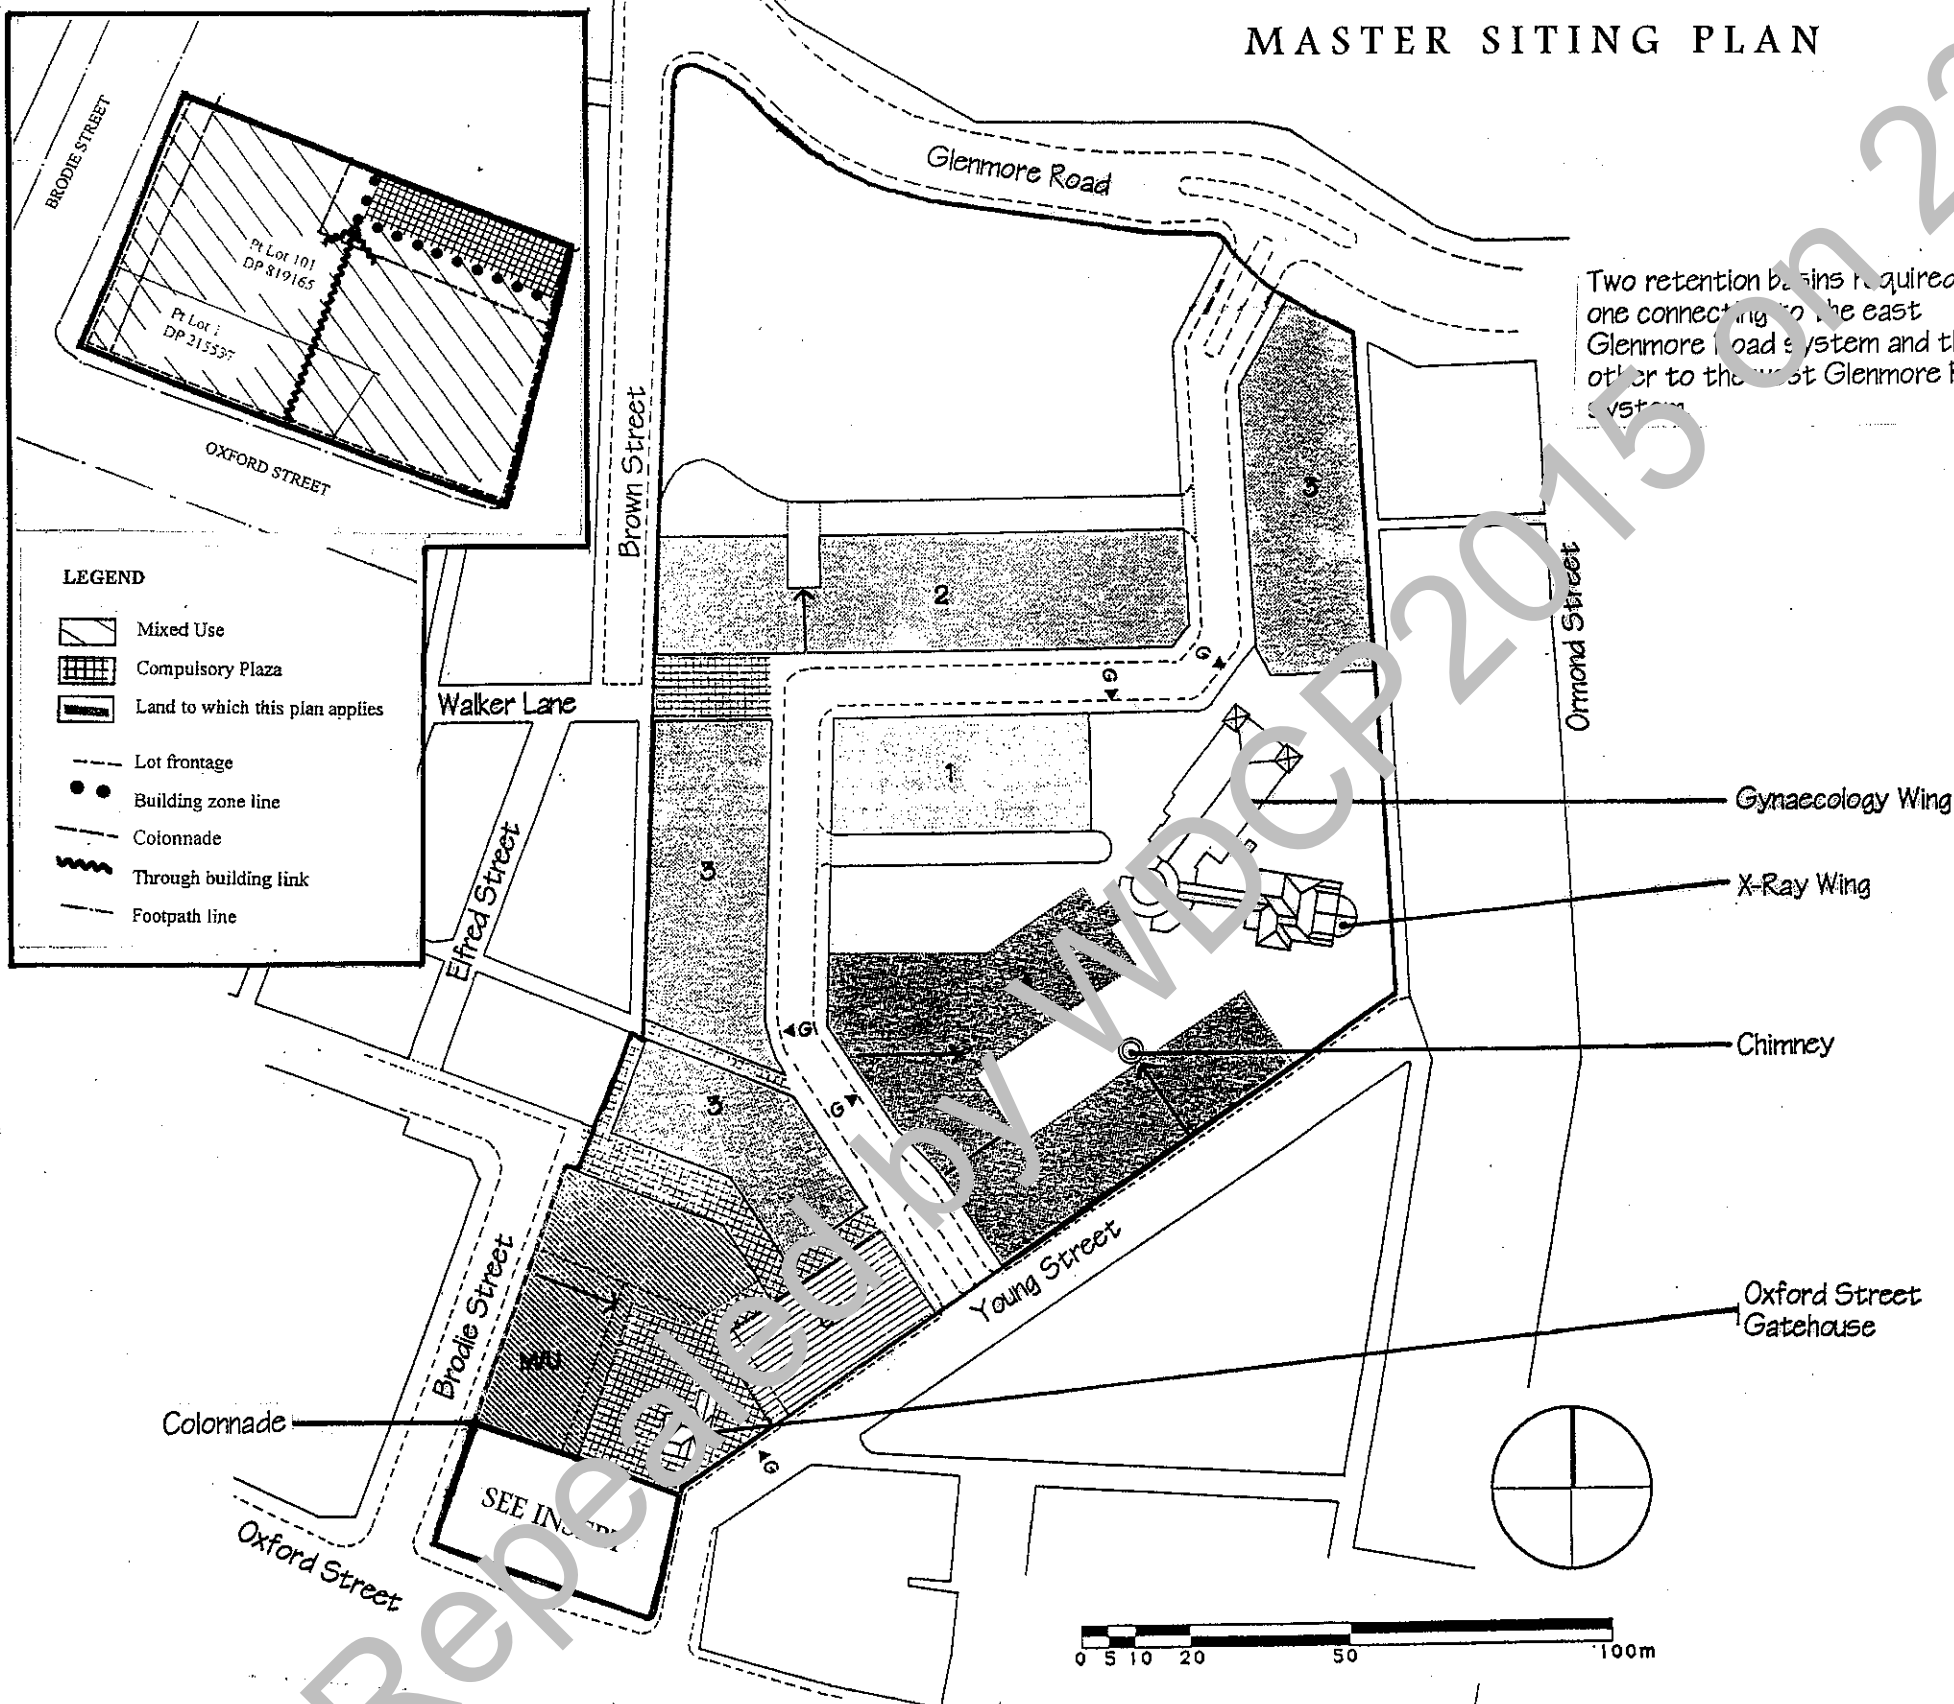 MASTER SITING PLAN
BRODIE STREET
Pt Lot 101
DP 819165
Pt Lot 1
DP 215537
OXFORD STREET
LEGEND
Mixed Use
Compulsory Plaza
Land to which this plan applies
Lot frontage
Building zone line
Colonnade
Through building link
Footpath line
Glenmore Road
Two retention basins required
one connecting to the east
Glenmore Road system and
other to the west Glenmore
system
Brown Street
3
2
G
G
Ormond Street
Walker Lane
1
Gynaecology Wing
X-Ray Wing
3
Elfred Street
G
Chimney
3
G
Young Street
Brodie Street
M/U
Oxford Street
Gatehouse
Colonnade
G
SEE INSERT
Oxford Street
0 5 10 20 50 100m
Repealed by WDCP2015 on